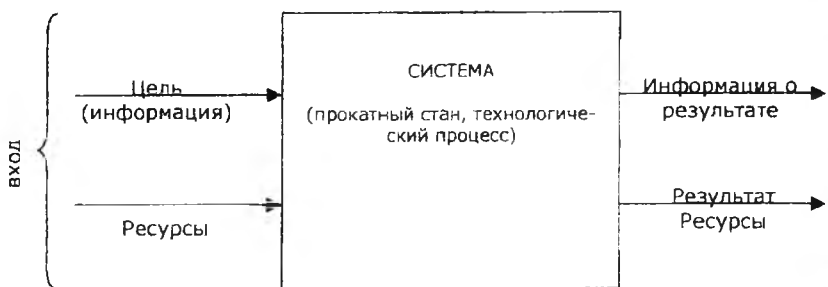 вход
Цель
(информация)
Ресурсы
СИСТЕМА
(прокатный стан, технологиче-
ский процесс)
Информация о
результате
Результат
Ресурсы